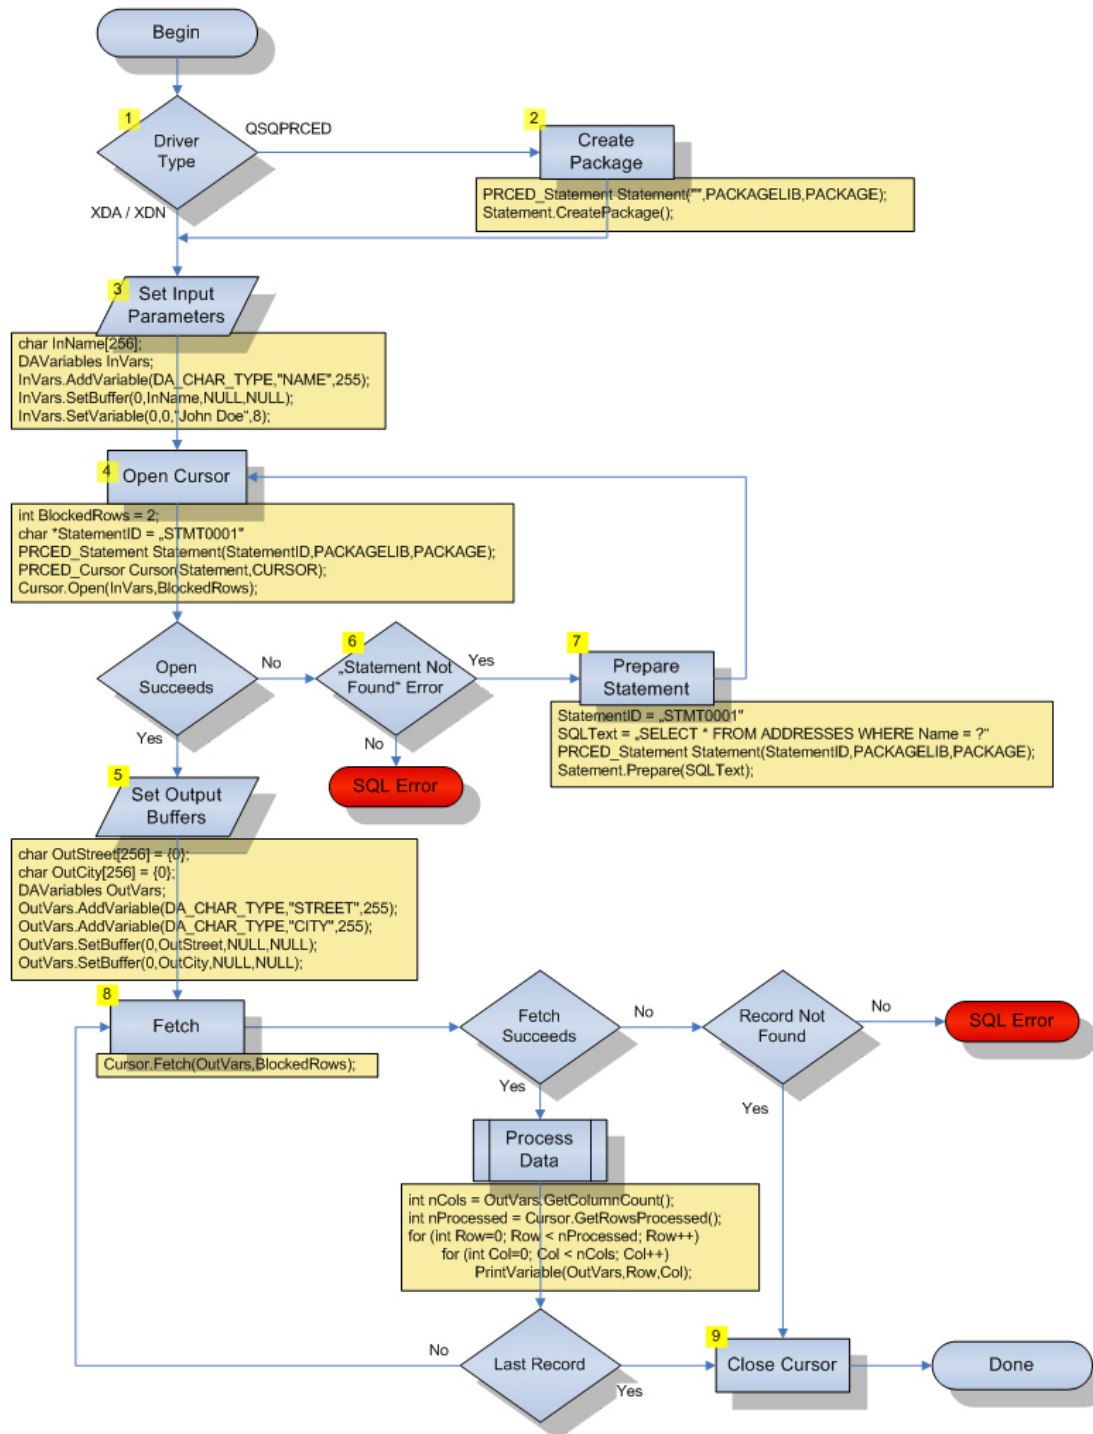 Begin
1
Driver
Type
QSQPRCED
2
Create
Package
PRCED_Statement Statement("",PACKAGELIB,PACKAGE);
Statement.CreatePackage();
XDA / XDN
3
Set Input
Parameters
char InName[256];
DAVariables InVars;
InVars.AddVariable(DA_CHAR_TYPE,"NAME",255);
InVars.SetBuffer(0,InName,NULL,NULL);
InVars.SetVariable(0,0,"John Doe",8);
4
Open Cursor
int BlockedRows = 2;
char *StatementID = „STMT0001"
PRCED_Statement Statement(StatementID,PACKAGELIB,PACKAGE);
PRCED_Cursor Cursor(Statement,CURSOR);
Cursor.Open(InVars,BlockedRows);
Open
Succeeds
No
6
„Statement Not
Found“ Error
Yes
7
Prepare
Statement
StatementID = „STMT0001"
SQLText = „SELECT * FROM ADDRESSES WHERE Name = ?“
PRCED_Statement Statement(StatementID,PACKAGELIB,PACKAGE);
Satement.Prepare(SQLText);
Yes
No
SQL Error
5
Set Output
Buffers
char OutStreet[256] = {0};
char OutCity[256] = {0};
DAVariables OutVars;
OutVars.AddVariable(DA_CHAR_TYPE,"STREET",255);
OutVars.AddVariable(DA_CHAR_TYPE,"CITY",255);
OutVars.SetBuffer(0,OutStreet,NULL,NULL);
OutVars.SetBuffer(0,OutCity,NULL,NULL);
8
Fetch
Cursor.Fetch(OutVars,BlockedRows);
Fetch
Succeeds
No
Record Not
Found
No
SQL Error
Yes
Yes
Process
Data
int nCols = OutVars.GetColumnCount();
int nProcessed = Cursor.GetRowsProcessed();
for (int Row=0; Row < nProcessed; Row++)
for (int Col=0; Col < nCols; Col++)
PrintVariable(OutVars,Row,Col);
No
Last Record
Yes
9
Close Cursor
Done